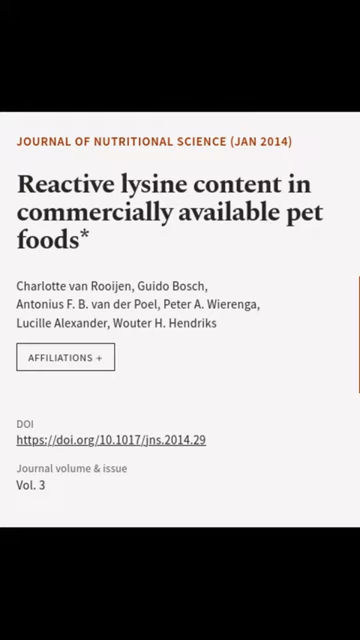 JOURNAL OF NUTRITIONAL SCIENCE (JAN 2014)
Reactive lysine content in
commercially available pet
foods*
Charlotte van Rooijen, Guido Bosch,
Antonius F. B. van der Poel, Peter A. Wierenga,
Lucille Alexander, Wouter H. Hendriks
AFFILIATIONS +
DOI
https://doi.org/10.1017/jns.2014.29
Journal volume & issue
Vol. 3